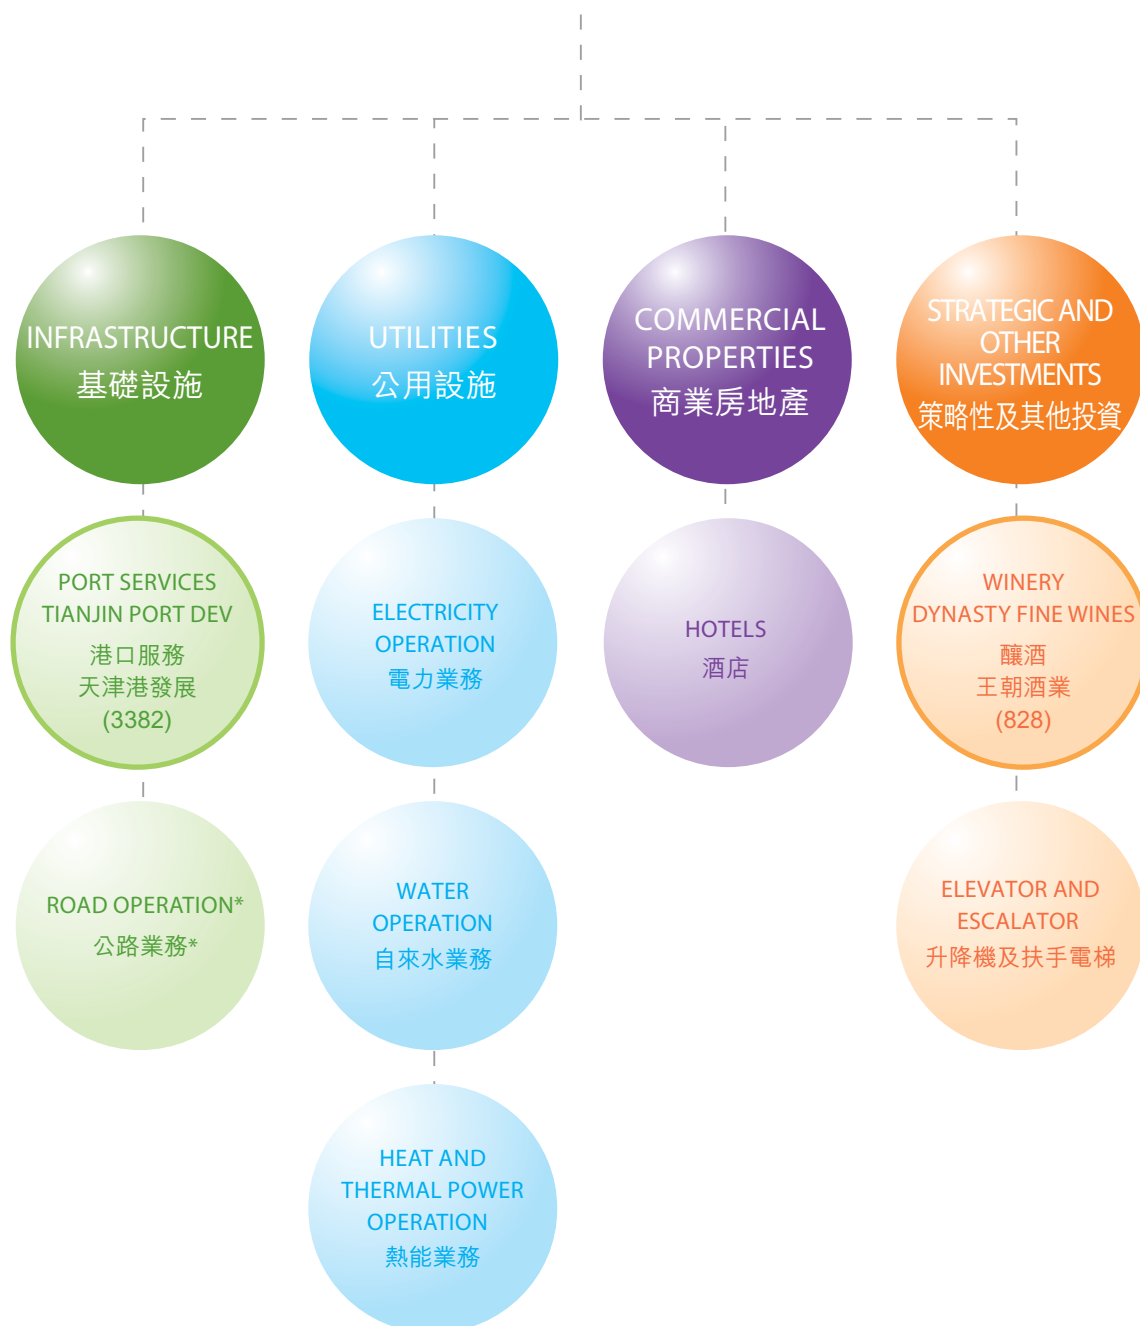 INFRASTRUCTURE
基礎設施
UTILITIES
公用設施
COMMERCIAL
PROPERTIES
商業房地產
STRATEGIC AND
OTHER
INVESTMENTS
策略性及其他投資
PORT SERVICES
TIANJIN PORT DEV
港口服務
天津港發展
(3382)
ELECTRICITY
OPERATION
電力業務
HOTELS
酒店
WINERY
DYNASTY FINE WINES
釀酒
王朝酒業
(828)
ROAD OPERATION*
公路業務*
WATER
OPERATION
自來水業務
ELEVATOR AND
ESCALATOR
升降機及扶手電梯
HEAT AND
THERMAL POWER
OPERATION
熱能業務